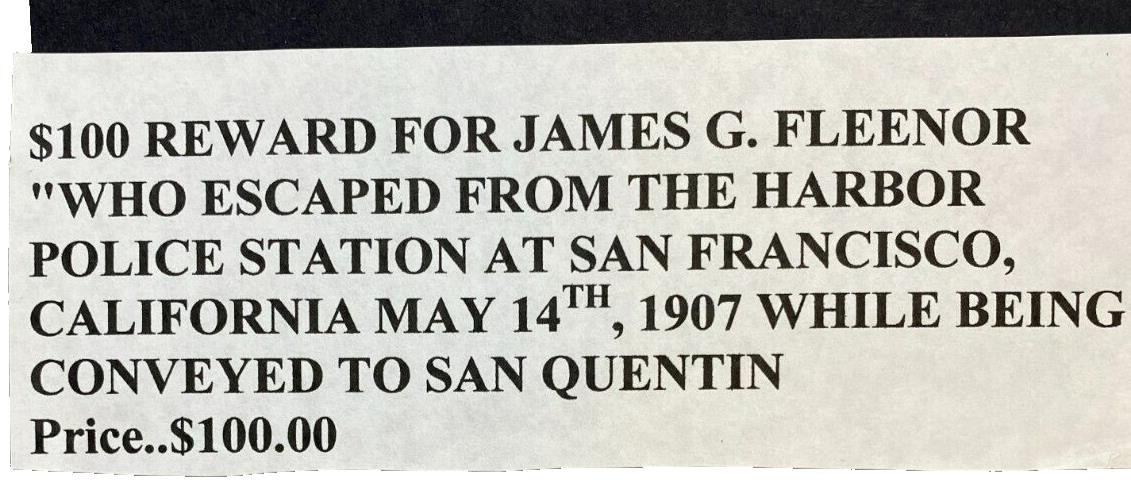 $100 REWARD FOR JAMES G. FLEENOR
"WHO ESCAPED FROM THE HARBOR
POLICE STATION AT SAN FRANCISCO,
CALIFORNIA MAY 14TH, 1907 WHILE BEING
CONVEYED TO SAN QUENTIN
Price..$100.00